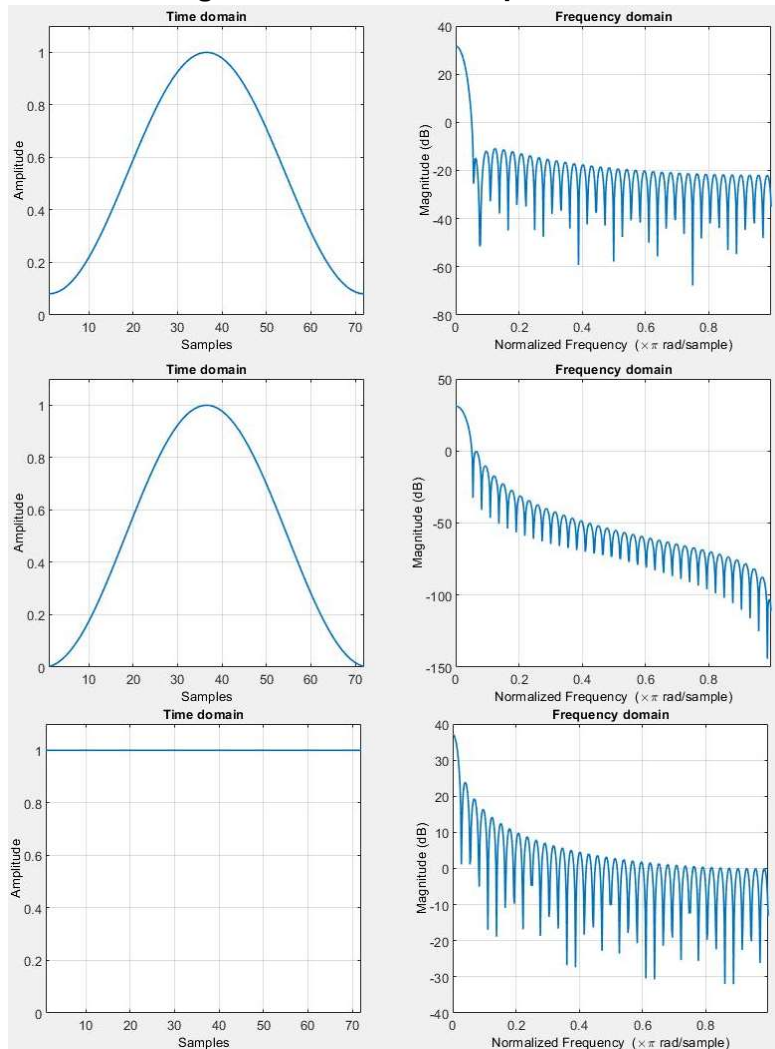 Time domain
Frequency domain
1
0.8
0.6
0.4
0.2
0
Amplitude
10 20 30 40 50 60 70
Samples
40
20
0
-20
-40
-60
-80
Magnitude (dB)
0 0.2 0.4 0.6 0.8
Normalized Frequency (×π rad/sample)
Time domain
Frequency domain
1
0.8
0.6
0.4
0.2
0
Amplitude
10 20 30 40 50 60 70
Samples
50
0
-50
-100
-150
Magnitude (dB)
0 0.2 0.4 0.6 0.8
Normalized Frequency (×π rad/sample)
Time domain
Frequency domain
1
0.8
0.6
0.4
0.2
0
Amplitude
10 20 30 40 50 60 70
Samples
40
30
20
10
0
-10
-20
-30
-40
Magnitude (dB)
0 0.2 0.4 0.6 0.8
Normalized Frequency (×π rad/sample)